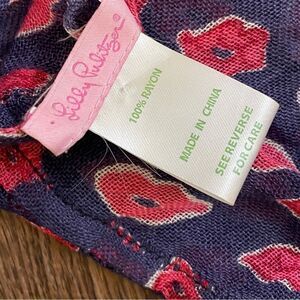 Lilly Pulitzer
100% RAYON
MADE IN CHINA
SEE REVERSE
FOR CARE